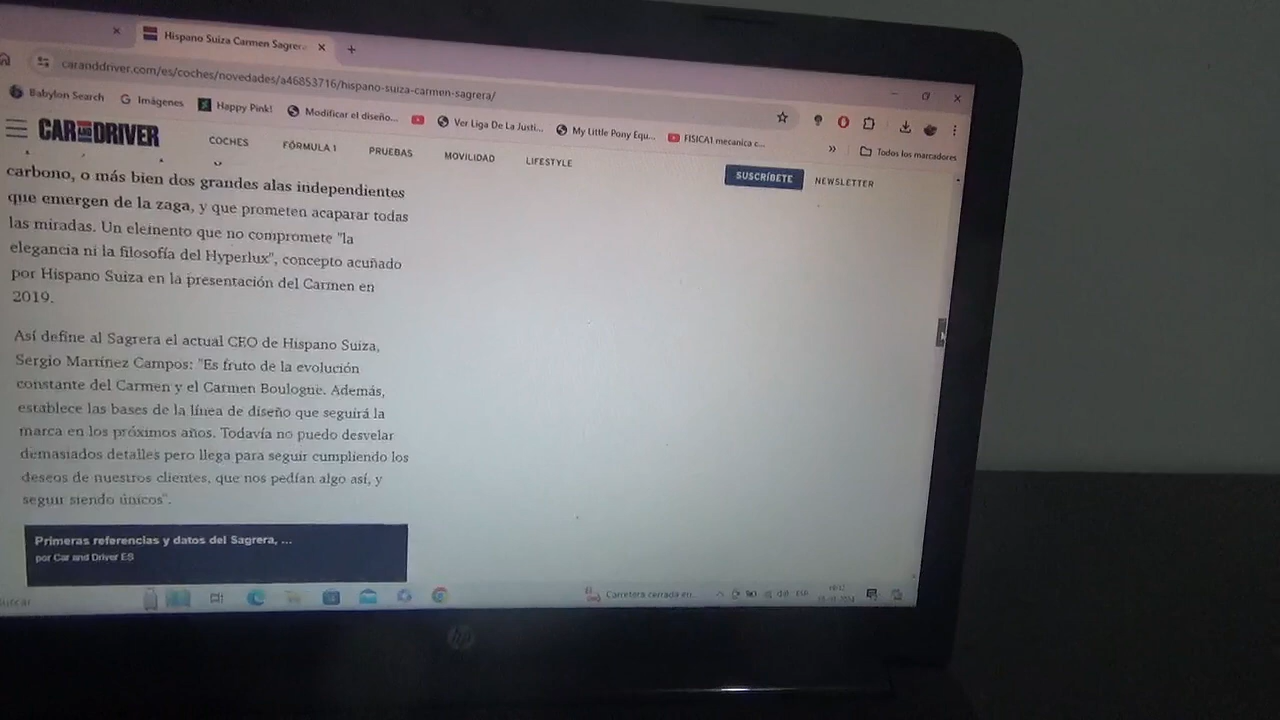 Hispano Suiza Carmen Sagrer
caranddriver.com/es/coches/novedades/a46853716/hispano-suiza-carmen-sagrera/
Babylon Search
Imágenes
Happy Pink!
Modificar el diseño...
Ver Liga De La Justi...
My Little Pony Equ...
FISICA1 mecanica c...
Todos los marcadores
CAR AND DRIVER
COCHES
FÓRMULA 1
PRUEBAS
MOVILIDAD
LIFESTYLE
SUSCRÍBETE
NEWSLETTER
carbono, o más bien dos grandes alas independientes
que emergen de la zaga, y que prometen acaparar todas
las miradas. Un elemento que no compromete "la
elegancia ni la filosofía del Hyperlux", concepto acuñado
por Hispano Suiza en la presentación del Carmen en
2019.
Así define al Sagrera el actual CEO de Hispano Suiza,
Sergio Martínez Campos: "Es fruto de la evolución
constante del Carmen y el Carmen Boulogne. Además,
establece las bases de la línea de diseño que seguirá la
marca en los próximos años. Todavía no puedo desvelar
demasiados detalles pero llega para seguir cumpliendo los
deseos de nuestros clientes, que nos pedían algo así, y
seguir siendo únicos".
Primeras referencias y datos del Sagrera, ...
por Car and Driver ES
Carretera cerrada en...
ESP
hp